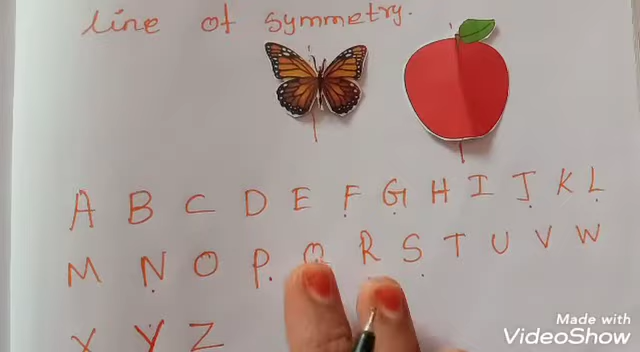 line of symmetry.
A B C D E F G H I J K L
M N O P Q R S T U V W
X Y Z
Made with
VideoShow